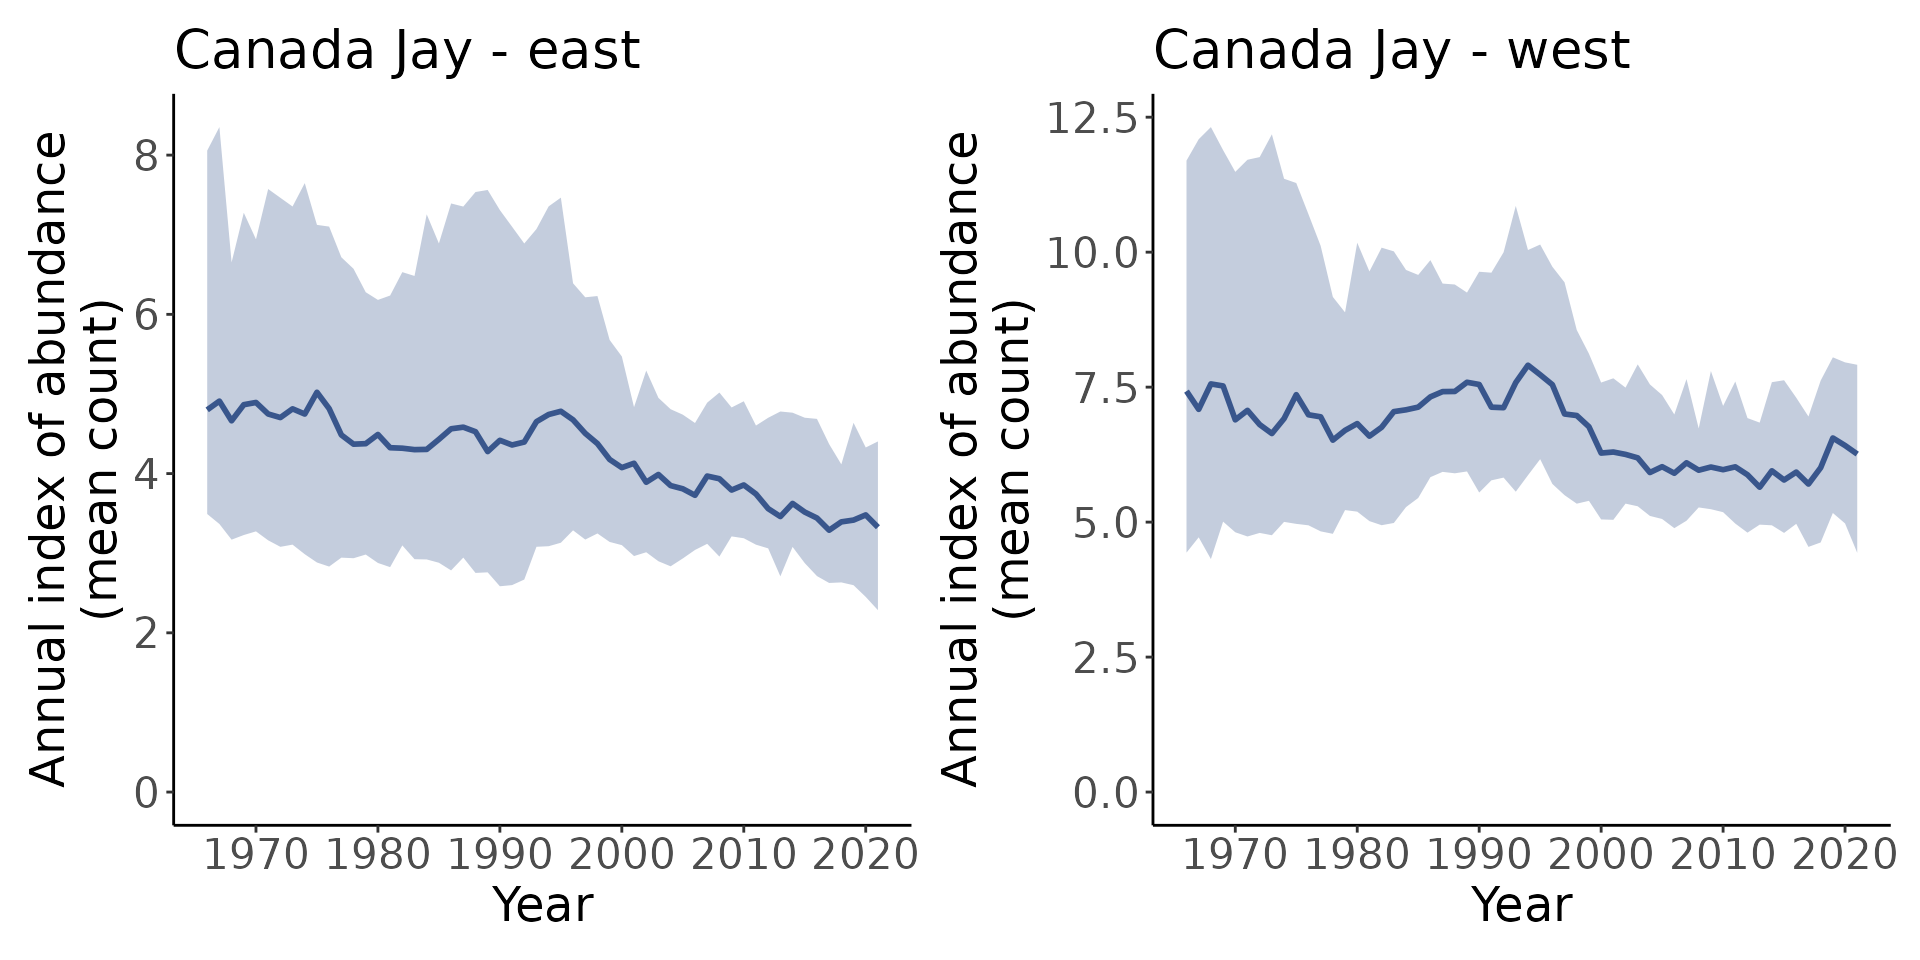 Canada Jay - east
Annual index of abundance
(mean count)
8
6
4
2
0
1970 1980 1990 2000 2010 2020
Year
Canada Jay - west
Annual index of abundance
(mean count)
12.5
10.0
7.5
5.0
2.5
0.0
1970 1980 1990 2000 2010 2020
Year